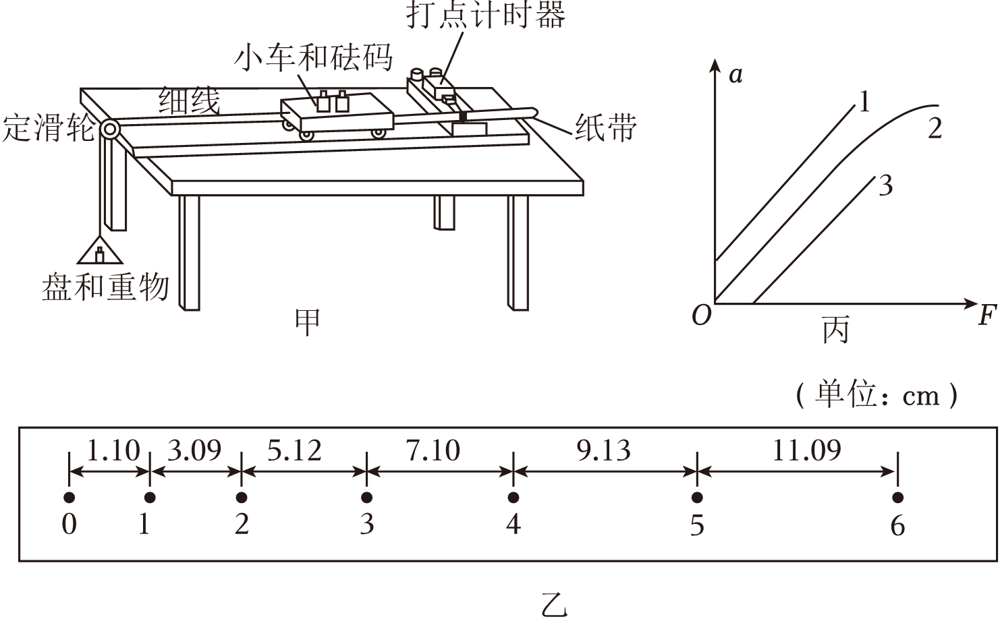 打点计时器
小车和砝码
细线
定滑轮
纸带
盘和重物
甲
a
1
2
3
O
F
丙
(单位: cm)
1.10 3.09 5.12 7.10 9.13 11.09
0 1 2 3 4 5 6
乙